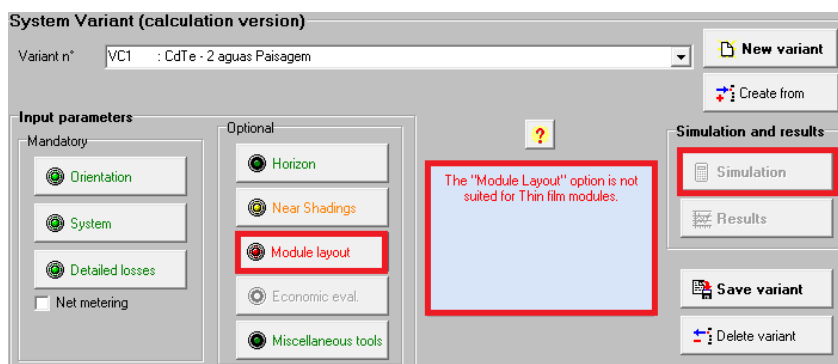 System Variant (calculation version)
Variant n°
VC1 : CdTe - 2 aguas Paisagem
New variant
Create from
Input parameters
Mandatory
Orientation
System
Detailed losses
Net metering
Optional
Horizon
Near Shadings
Module layout
Economic eval.
Miscellaneous tools
?
The "Module Layout" option is not
suited for Thin film modules.
Simulation and results
Simulation
Results
Save variant
Delete variant